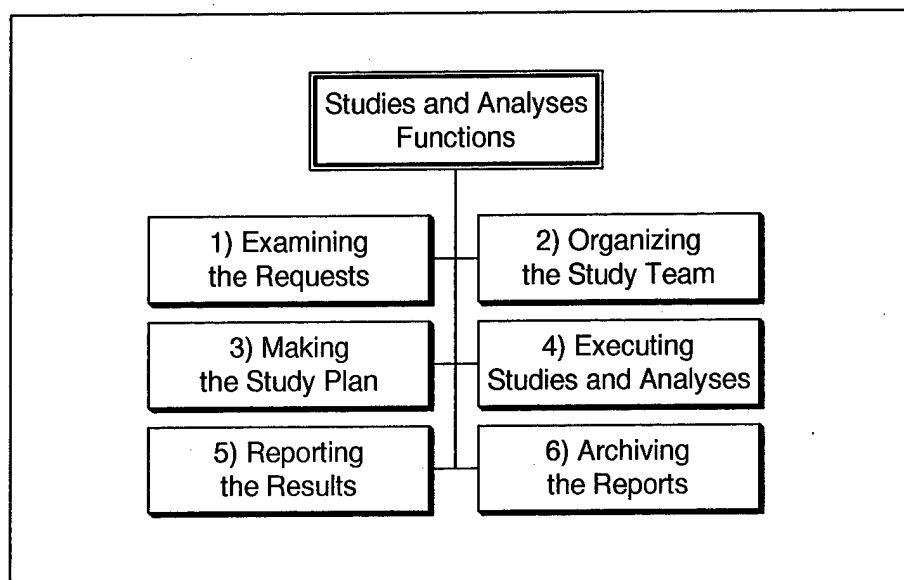 Studies and Analyses
Functions
1) Examining
the Requests
2) Organizing
the Study Team
3) Making
the Study Plan
4) Executing
Studies and Analyses
5) Reporting
the Results
6) Archiving
the Reports